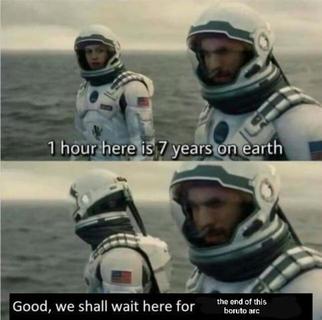 1 hour here is 7 years on earth
Good, we shall wait here for
the end of this
boruto arc